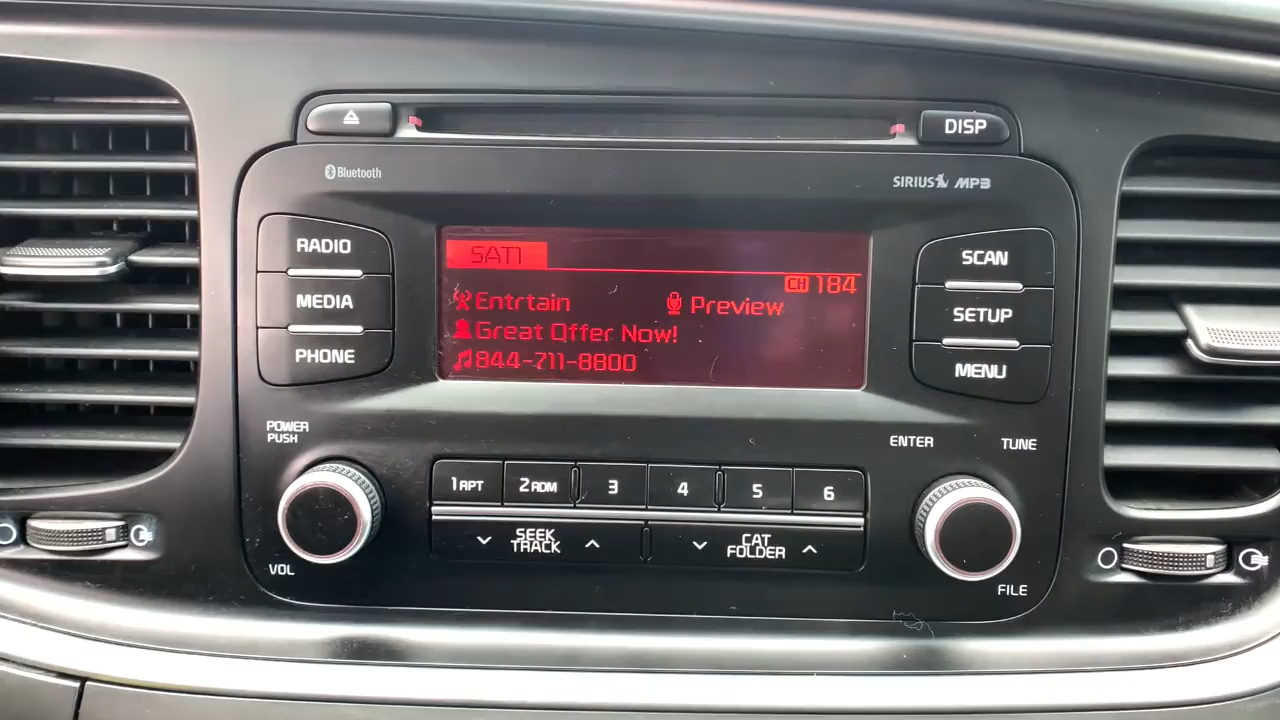 DISP
Bluetooth
SIRIUS MP3
RADIO
MEDIA
PHONE
SAT1
CH 184
Entrtain Preview
Great Offer Now!
844-711-8800
SCAN
SETUP
MENU
POWER
PUSH
VOL
1 RPT 2 RDM 3 4 5 6
SEEK
TRACK
CAT
FOLDER
ENTER
TUNE
FILE